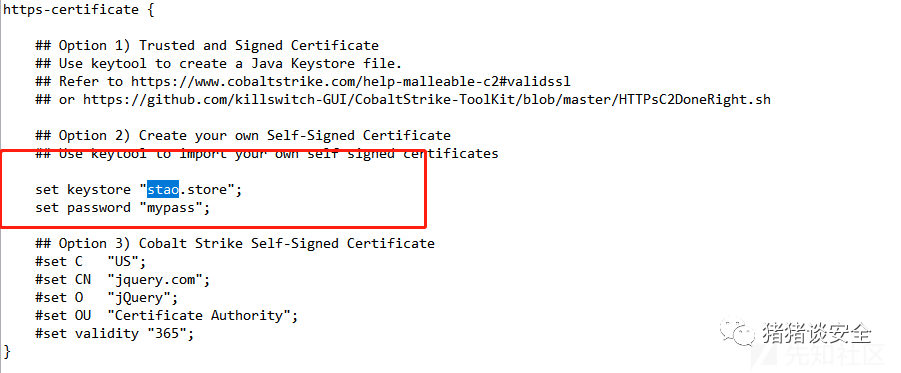 https-certificate {
## Option 1) Trusted and Signed Certificate
## Use keytool to create a Java Keystore file.
## Refer to https://www.cobaltstrike.com/help-malleable-c2#validssl
## or https://github.com/killswitch-GUI/CobaltStrike-ToolKit/blob/master/HTTPsC2DoneRight.sh
## Option 2) Create your own Self-Signed Certificate
## Use keytool to import your own self signed certificates
set keystore "stao.store";
set password "mypass";
## Option 3) Cobalt Strike Self-Signed Certificate
#set C "US";
#set CN "jquery.com";
#set O "jQuery";
#set OU "Certificate Authority";
#set validity "365";
}
猪猪谈安全
先知社区